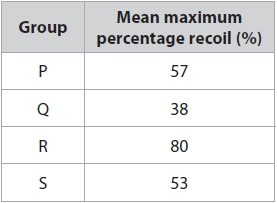 Group Mean maximum
percentage recoil (%)
P 57
Q 38
R 80
S 53